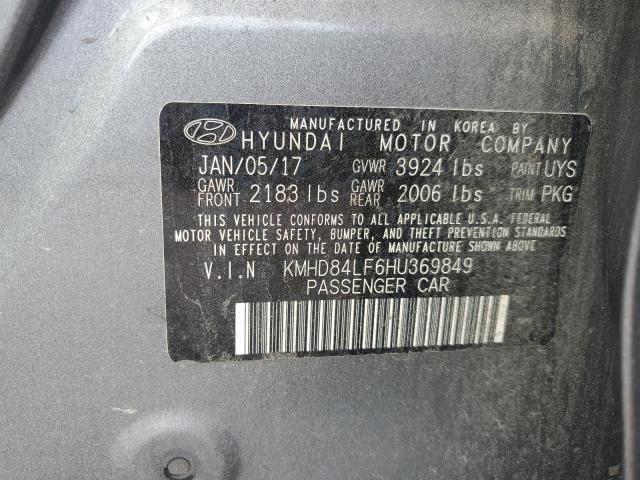 MANUFACTURED IN KOREA BY
HYUNDAI MOTOR COMPANY
JAN/05/17 GVWR 3924 lbs PAINT UYS
GAWR FRONT 2183 lbs GAWR REAR 2006 lbs TRIM PKG
THIS VEHICLE CONFORMS TO ALL APPLICABLE U.S.A. FEDERAL
MOTOR VEHICLE SAFETY, BUMPER, AND THEFT PREVENTION STANDARDS
IN EFFECT ON THE DATE OF MANUFACTURE SHOWN ABOVE.
V.I.N KMHD84LF6HU369849
PASSENGER CAR